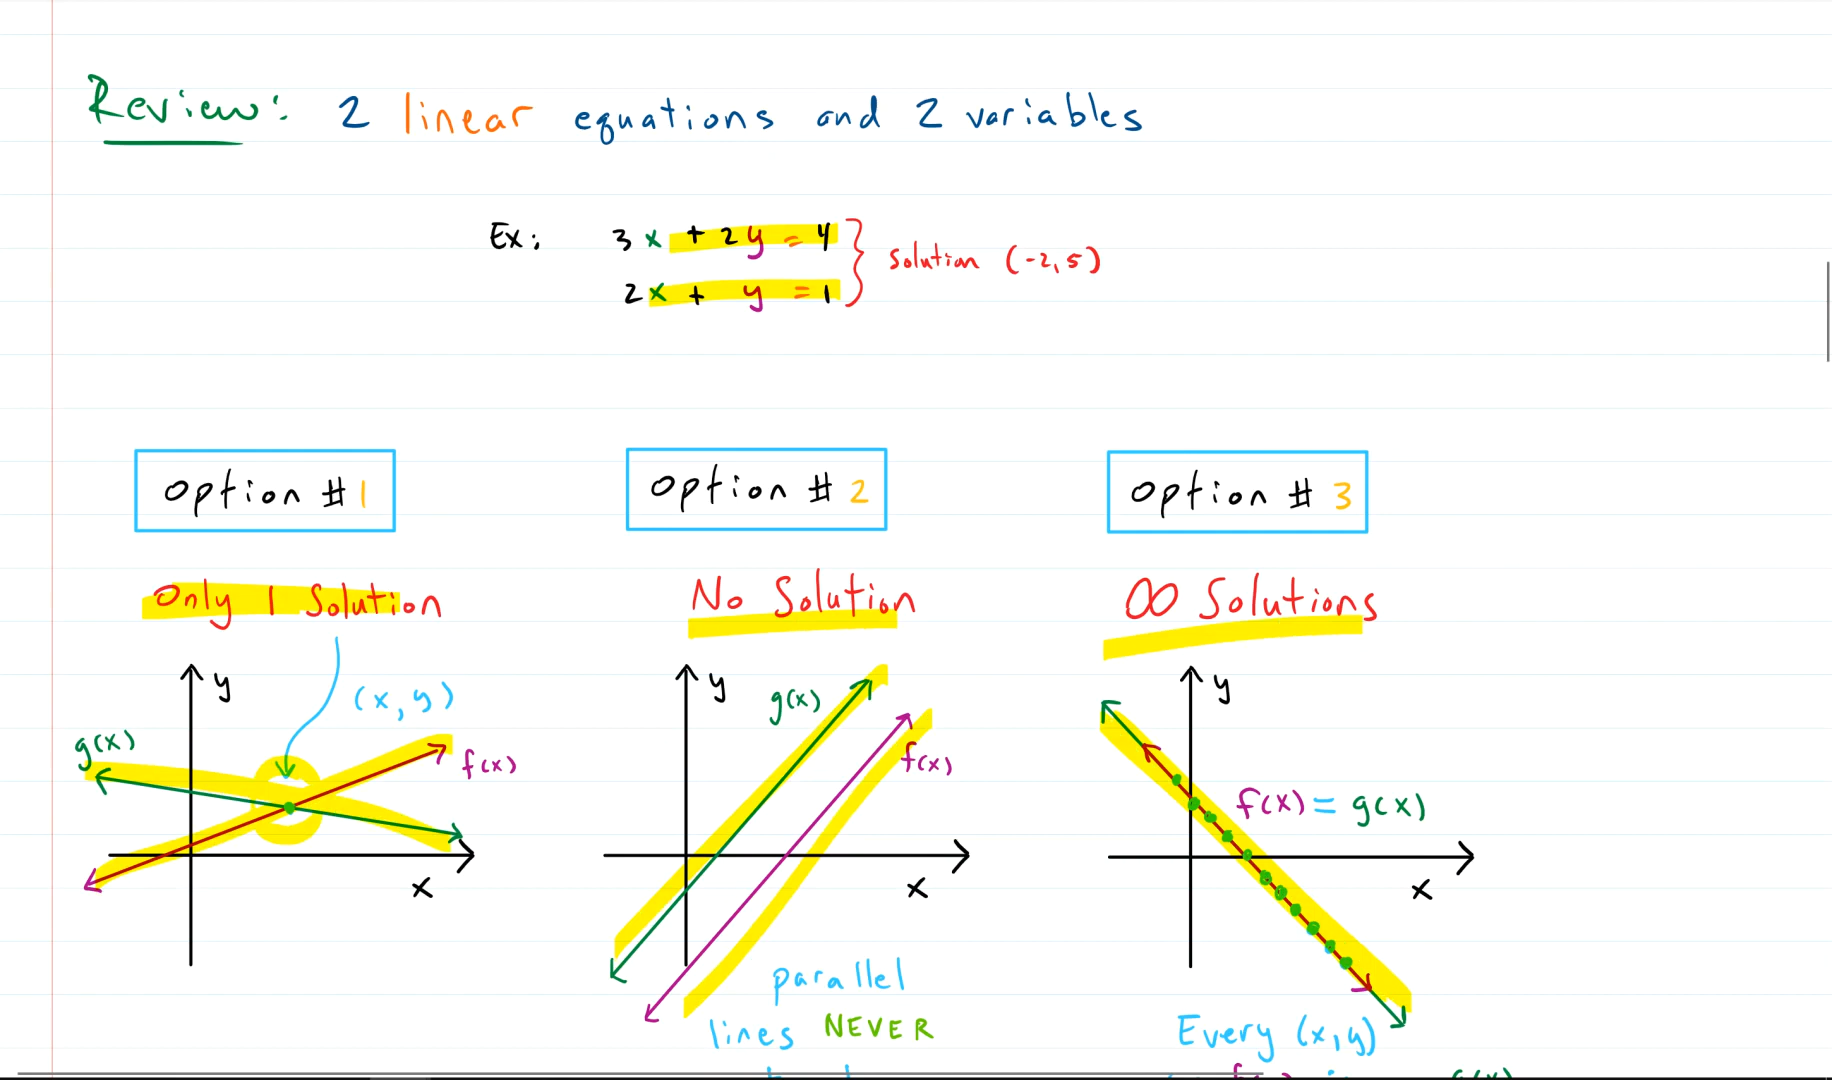 Review: 2 linear equations and 2 variables
Ex: 3x + 2y = 4
2x + y = 1
Solution (-2,5)
Option #1
Only 1 Solution
y
(x,y)
g(x)
f(x)
x
Option # 2
No Solution
y
g(x)
f(x)
x
parallel
lines NEVER
Option # 3
∞ Solutions
y
f(x) = g(x)
x
Every (x,y)